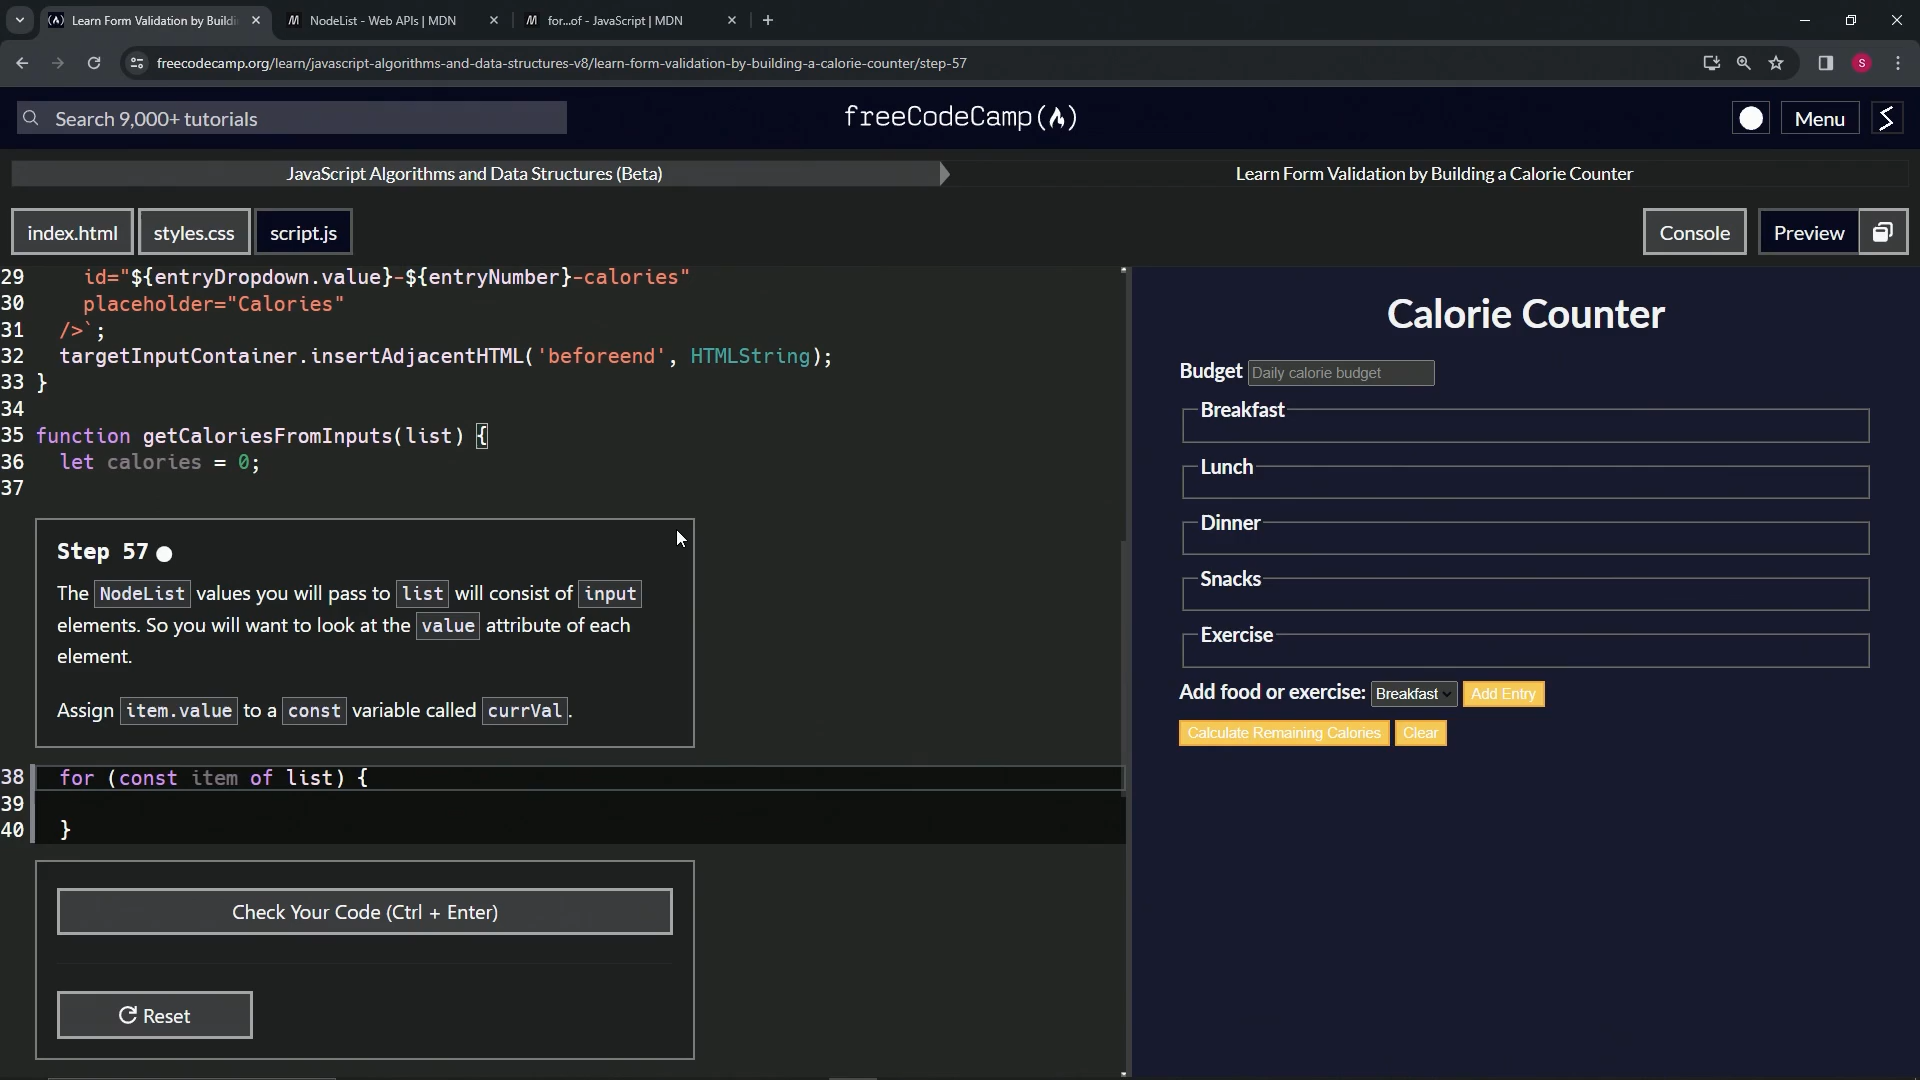 Learn Form Validation by Buildi
NodeList - Web APIs | MDN
for...of - JavaScript | MDN
freecodecamp.org/learn/javascript-algorithms-and-data-structures-v8/learn-form-validation-by-building-a-calorie-counter/step-57
S
Search 9,000+ tutorials
freeCodeCamp
Menu
JavaScript Algorithms and Data Structures (Beta)
Learn Form Validation by Building a Calorie Counter
index.html
styles.css
script.js
Console
Preview
29 id="${entryDropdown.value}-${entryNumber}-calories"
30 placeholder="Calories"
31 />`;
32 targetInputContainer.insertAdjacentHTML('beforeend', HTMLString);
33 }
34
35 function getCaloriesFromInputs(list) {
36 let calories = 0;
37
Step 57
The NodeList values you will pass to list will consist of input
elements. So you will want to look at the value attribute of each
element.
Assign item.value to a const variable called currVal.
38 for (const item of list) {
39
40 }
Check Your Code (Ctrl + Enter)
Reset
Calorie Counter
Budget Daily calorie budget
Breakfast
Lunch
Dinner
Snacks
Exercise
Add food or exercise: Breakfast Add Entry
Calculate Remaining Calories Clear